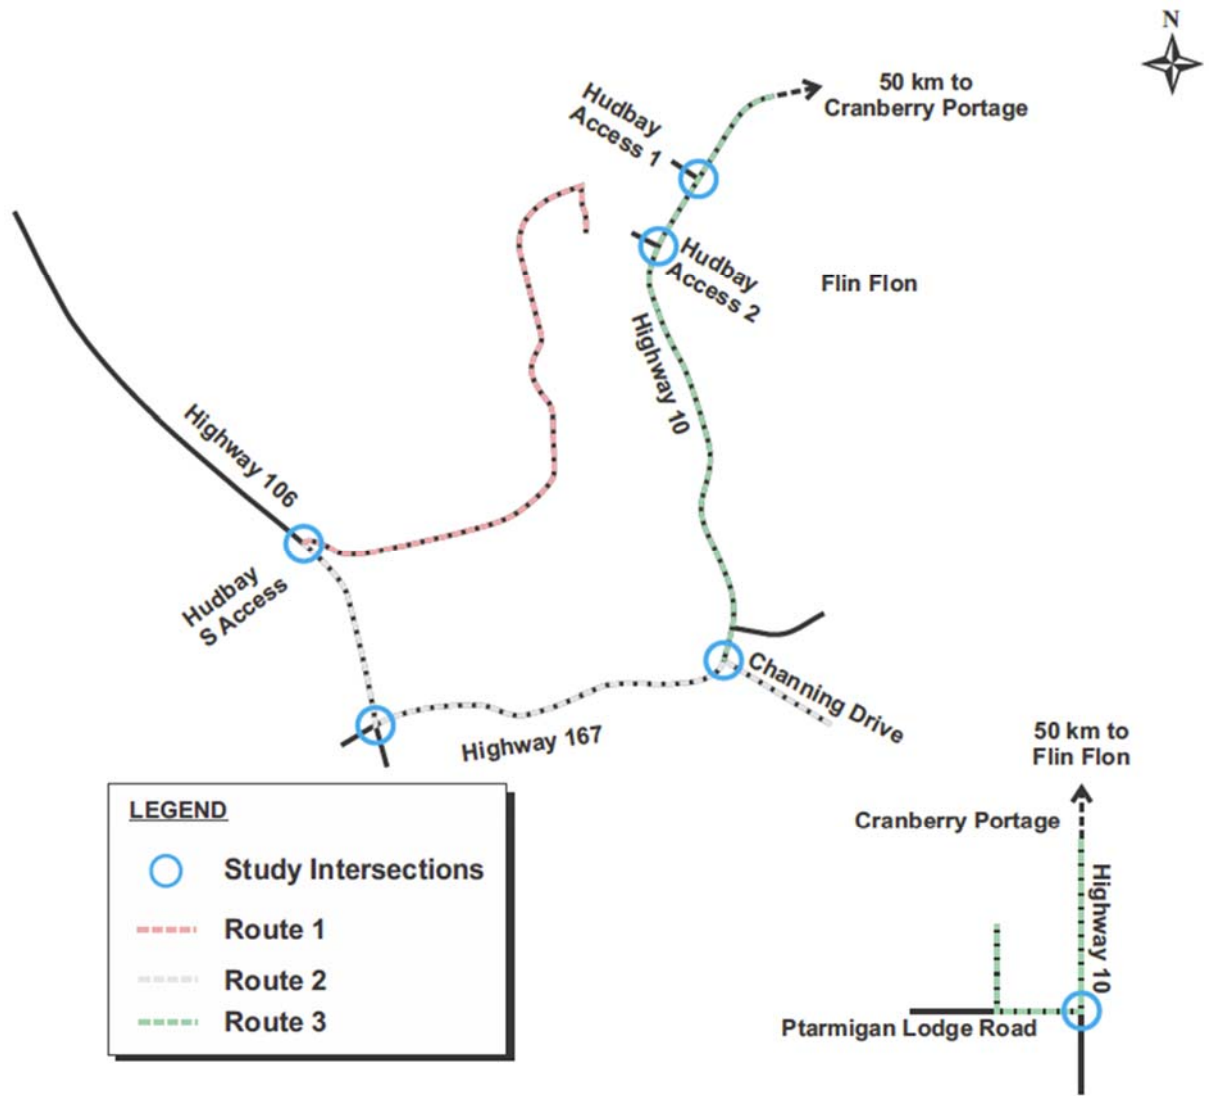 N
50 km to
Cranberry Portage
Hudbay
Access 1
Hudbay
Access 2
Flin Flon
Highway 10
Highway 106
Hudbay
S Access
Channing Drive
Highway 167
50 km to
Flin Flon
Cranberry Portage
Highway 10
Ptarmigan Lodge Road
LEGEND
Study Intersections
Route 1
Route 2
Route 3